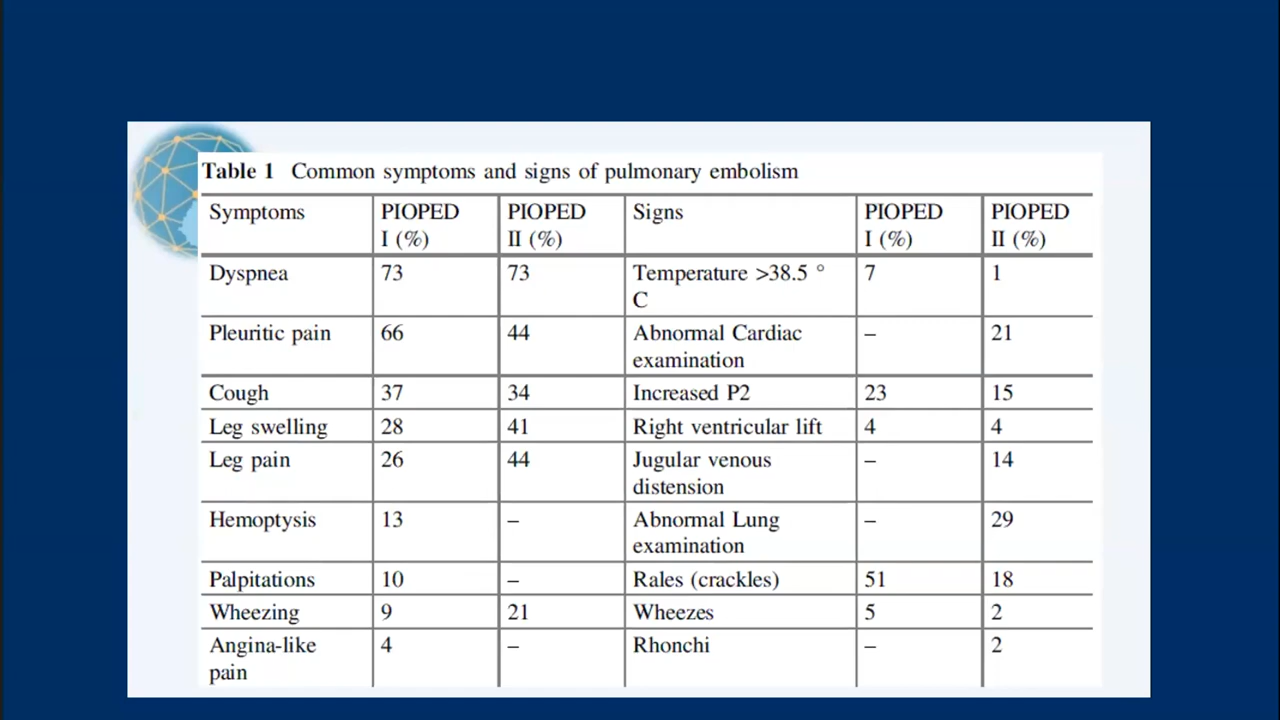 Table 1 Common symptoms and signs of pulmonary embolism
Symptoms PIOPED I (%) PIOPED II (%) Signs PIOPED I (%) PIOPED II (%)
Dyspnea 73 73 Temperature >38.5 ° C 7 1
Pleuritic pain 66 44 Abnormal Cardiac examination – 21
Cough 37 34 Increased P2 23 15
Leg swelling 28 41 Right ventricular lift 4 4
Leg pain 26 44 Jugular venous distension – 14
Hemoptysis 13 – Abnormal Lung examination – 29
Palpitations 10 – Rales (crackles) 51 18
Wheezing 9 21 Wheezes 5 2
Angina-like pain 4 – Rhonchi – 2